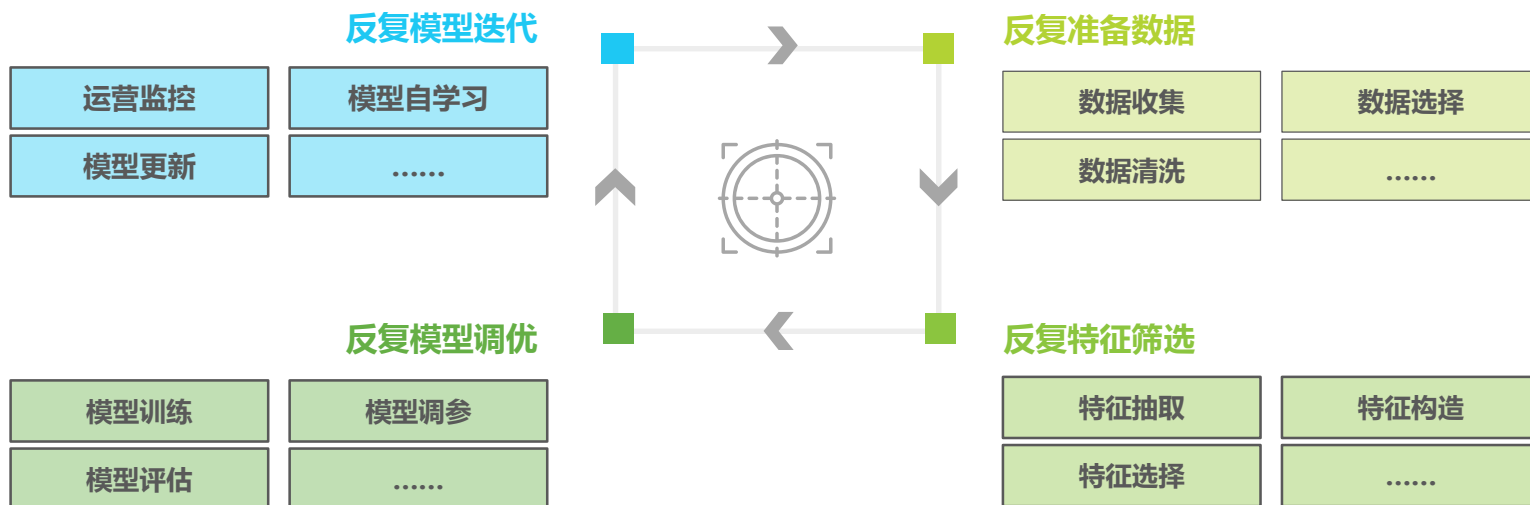 反复模型迭代
运营监控
模型自学习
模型更新
……
反复准备数据
数据收集
数据选择
数据清洗
……
反复模型调优
模型训练
模型调参
模型评估
……
反复特征筛选
特征抽取
特征构造
特征选择
……